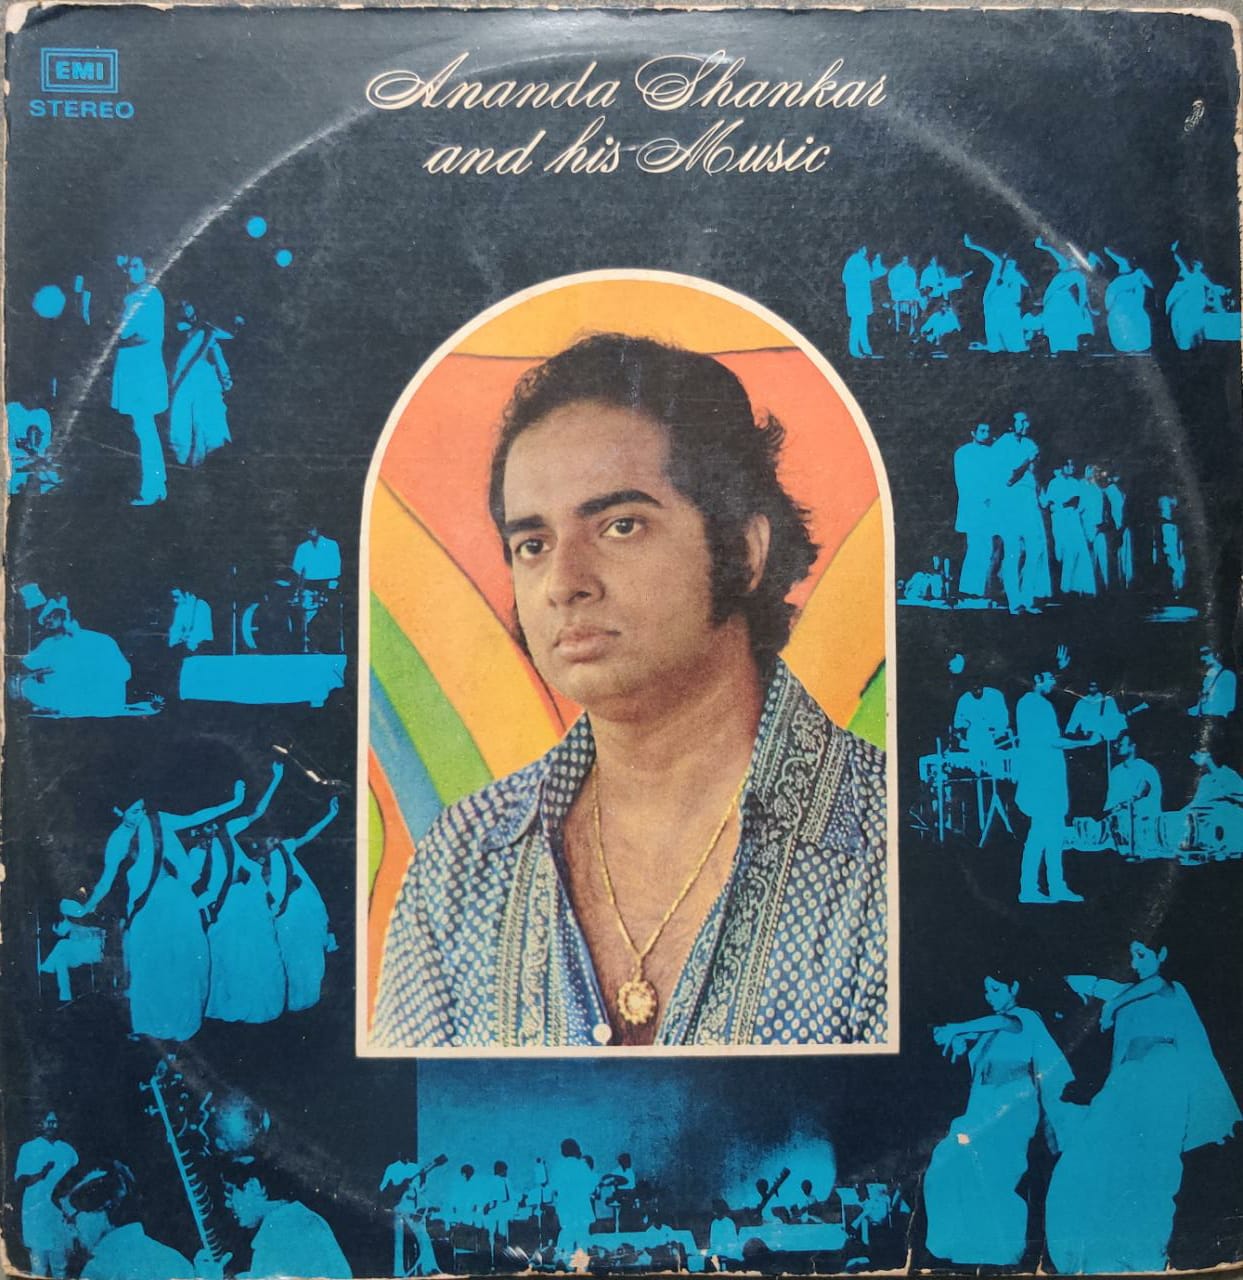 EMI
STEREO
Ananda Shankar
and his Music